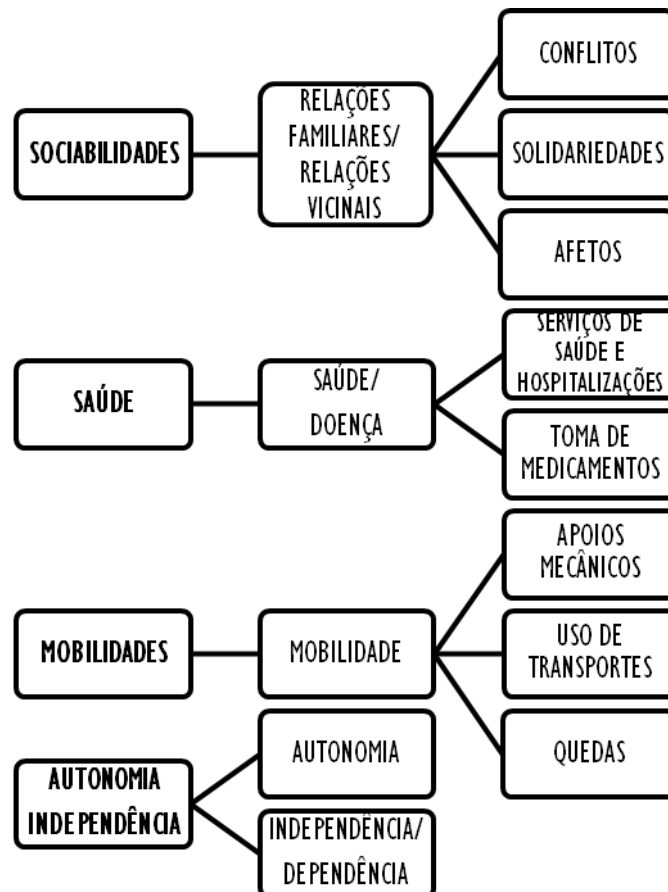 SOCIABILIDADES
RELAÇÕES
FAMILIARES/
RELAÇÕES
VICINAIS
CONFLITOS
SOLIDARIEDADES
AFETOS
SAÚDE
SAÚDE/
DOENÇA
SERVIÇOS DE
SAÚDE E
HOSPITALIZAÇÕES
TOMA DE
MEDICAMENTOS
MOBILIDADES
MOBILIDADE
APOIOS
MECÂNICOS
USO DE
TRANSPORTES
QUEDAS
AUTONOMIA
INDEPENDÊNCIA
AUTONOMIA
INDEPENDÊNCIA/
DEPENDÊNCIA